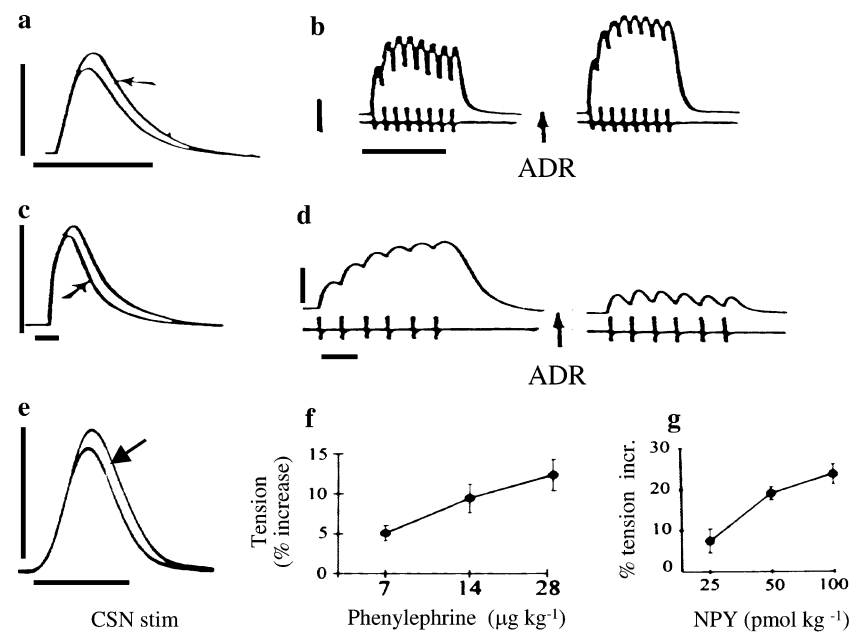 a
b
ADR
c
d
ADR
e
CSN stim
f
Tension
(% increase)
15
10
5
0
7 14 28
Phenylephrine (μg kg-1)
g
% tension incr.
30
20
10
0
25 50 100
NPY (pmol kg -1)